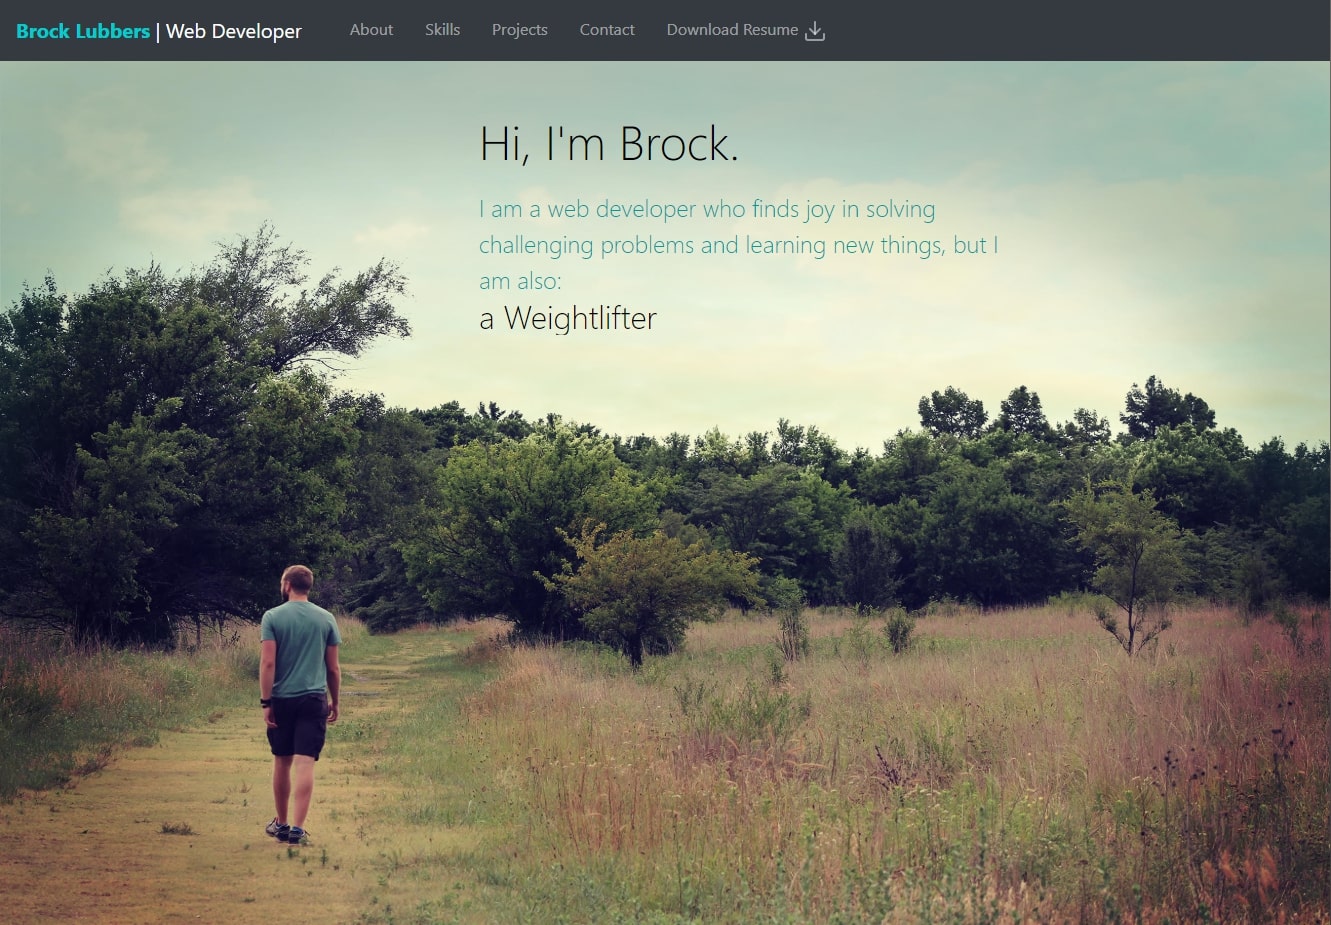 Brock Lubbers | Web Developer About Skills Projects Contact Download Resume
Hi, I'm Brock.
I am a web developer who finds joy in solving
challenging problems and learning new things, but I
am also:
a Weightlifter